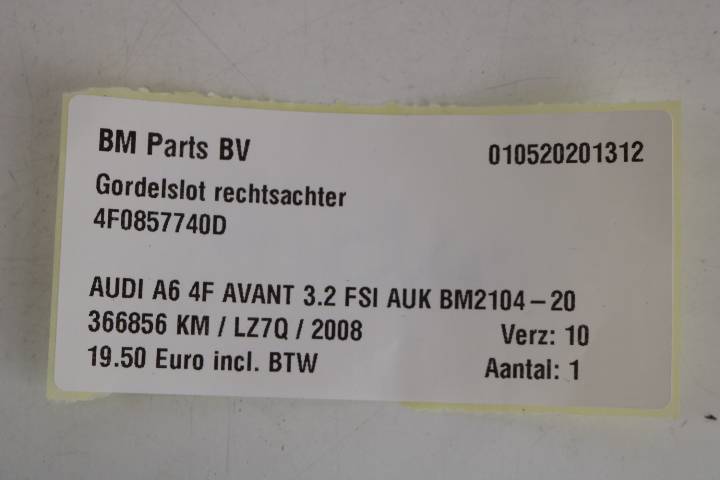 BM Parts BV 010520201312
Gordelslot rechtsachter
4F0857740D
AUDI A6 4F AVANT 3.2 FSI AUK BM2104-20
366856 KM / LZ7Q / 2008 Verz: 10
19.50 Euro incl. BTW Aantal: 1